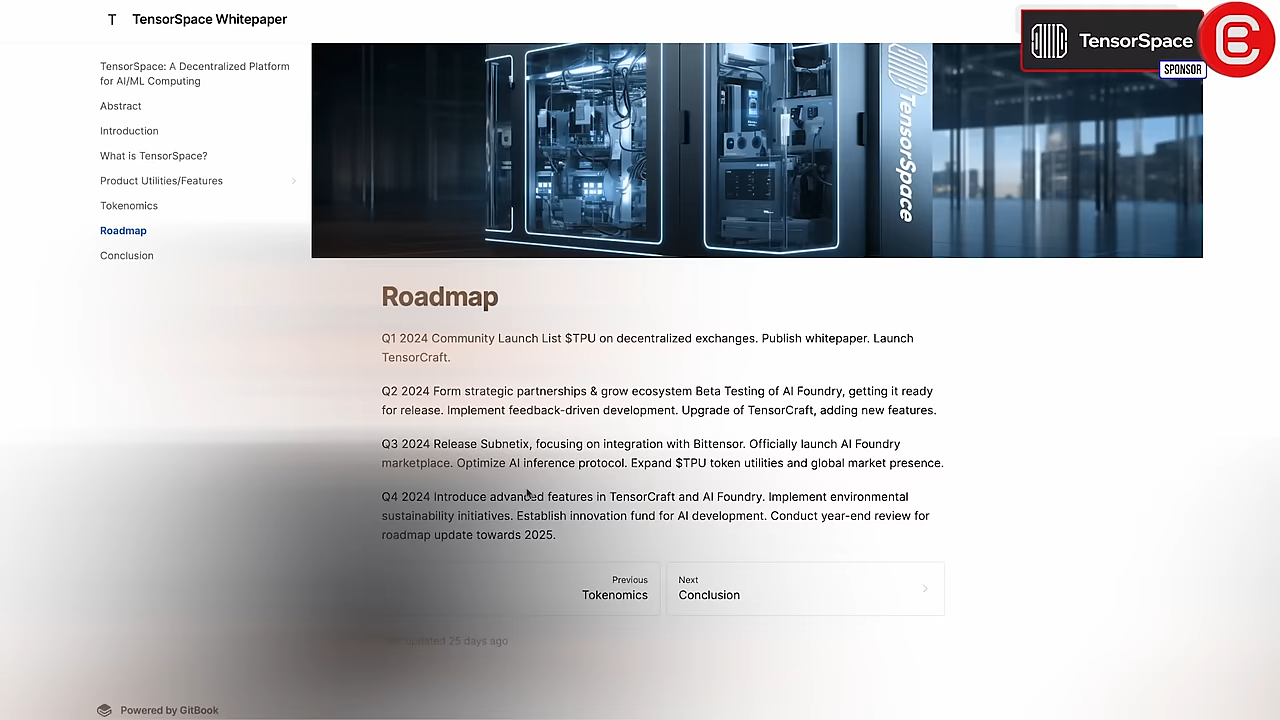 T TensorSpace Whitepaper
TensorSpace
SPONSOR
TensorSpace: A Decentralized Platform
for AI/ML Computing
Abstract
Introduction
What is TensorSpace?
Product Utilities/Features
Tokenomics
Roadmap
Conclusion
TensorSpace
Roadmap
Q1 2024 Community Launch List $TPU on decentralized exchanges. Publish whitepaper. Launch
TensorCraft.
Q2 2024 Form strategic partnerships & grow ecosystem Beta Testing of AI Foundry, getting it ready
for release. Implement feedback-driven development. Upgrade of TensorCraft, adding new features.
Q3 2024 Release Subnetix, focusing on integration with Bittensor. Officially launch AI Foundry
marketplace. Optimize AI inference protocol. Expand $TPU token utilities and global market presence.
Q4 2024 Introduce advanced features in TensorCraft and AI Foundry. Implement environmental
sustainability initiatives. Establish innovation fund for AI development. Conduct year-end review for
roadmap update towards 2025.
Previous
Tokenomics
Next
Conclusion
updated 25 days ago
Powered by GitBook